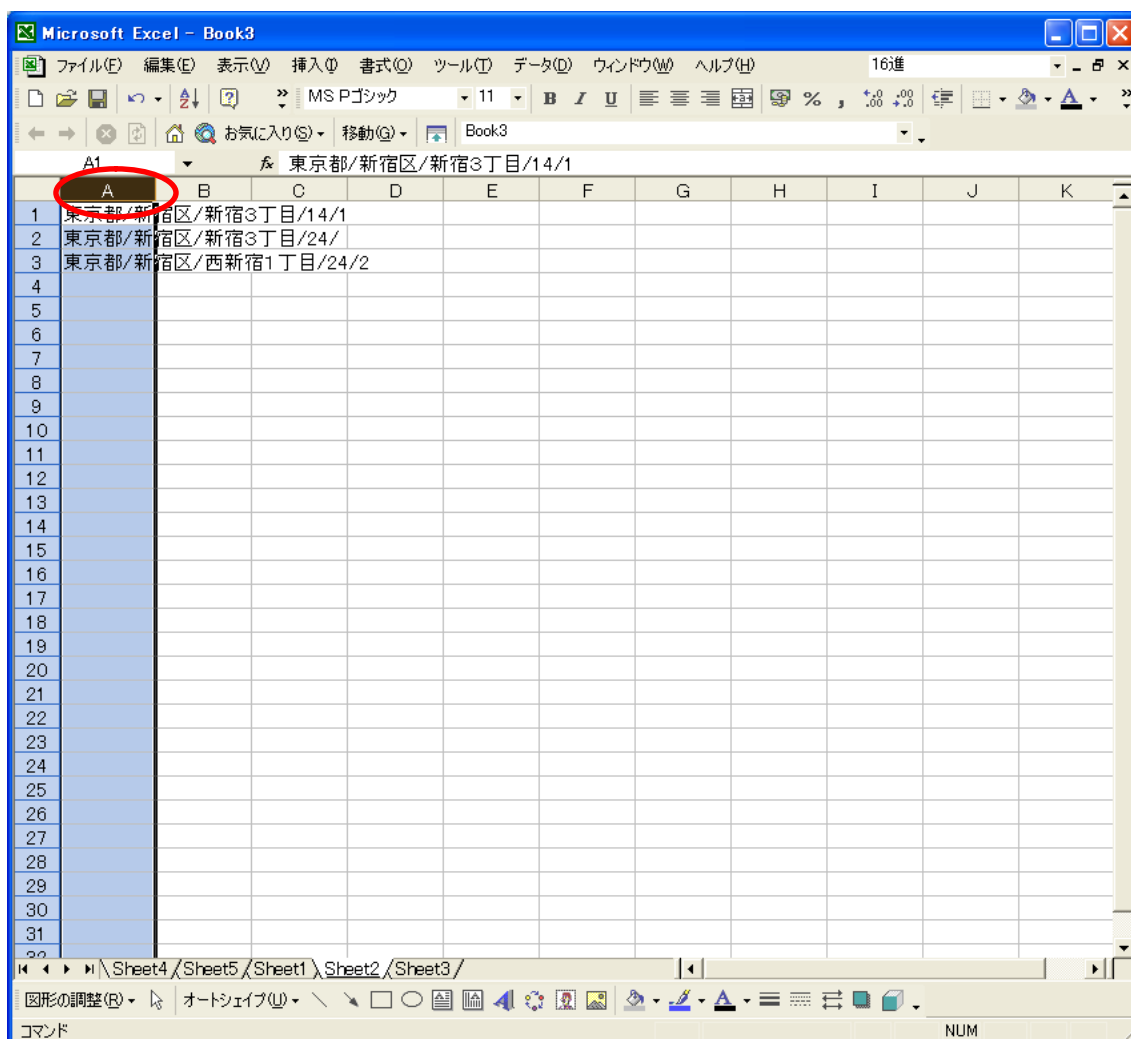 Microsoft Excel - Book3
ファイル(F) 編集(E) 表示(V) 挿入(I) 書式(O) ツール(T) データ(D) ウィンドウ(W) ヘルプ(H) 16進
MS Pゴシック 11 B I U % ,
お気に入り(S) 移動(G) Book3
A1 fx 東京都/新宿区/新宿3丁目/14/1
A B C D E F G H I J K
1 東京都/新宿区/新宿3丁目/14/1
2 東京都/新宿区/新宿3丁目/24/
3 東京都/新宿区/西新宿1丁目/24/2
4
5
6
7
8
9
10
11
12
13
14
15
16
17
18
19
20
21
22
23
24
25
26
27
28
29
30
31
32
Sheet4 / Sheet5 / Sheet1 \ Sheet2 / Sheet3 /
図形の調整(R) オートシェイプ(U)
コマンド NUM